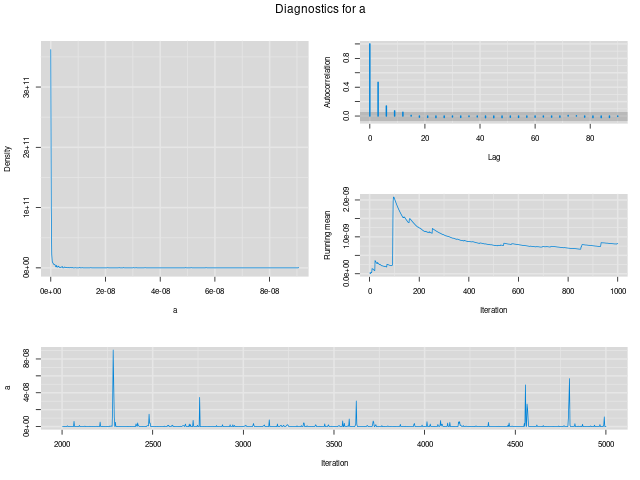 Diagnostics for a
Density
0e+00
1e+11
2e+11
3e+11
0e+00
2e-08
4e-08
6e-08
8e-08
a
Autocorrelation
0.0
0.4
0.8
0
20
40
60
80
Lag
Running mean
0.0e+00
1.0e-09
2.0e-09
0
200
400
600
800
1000
Iteration
a
0e+00
4e-08
8e-08
2000
2500
3000
3500
4000
4500
5000
Iteration